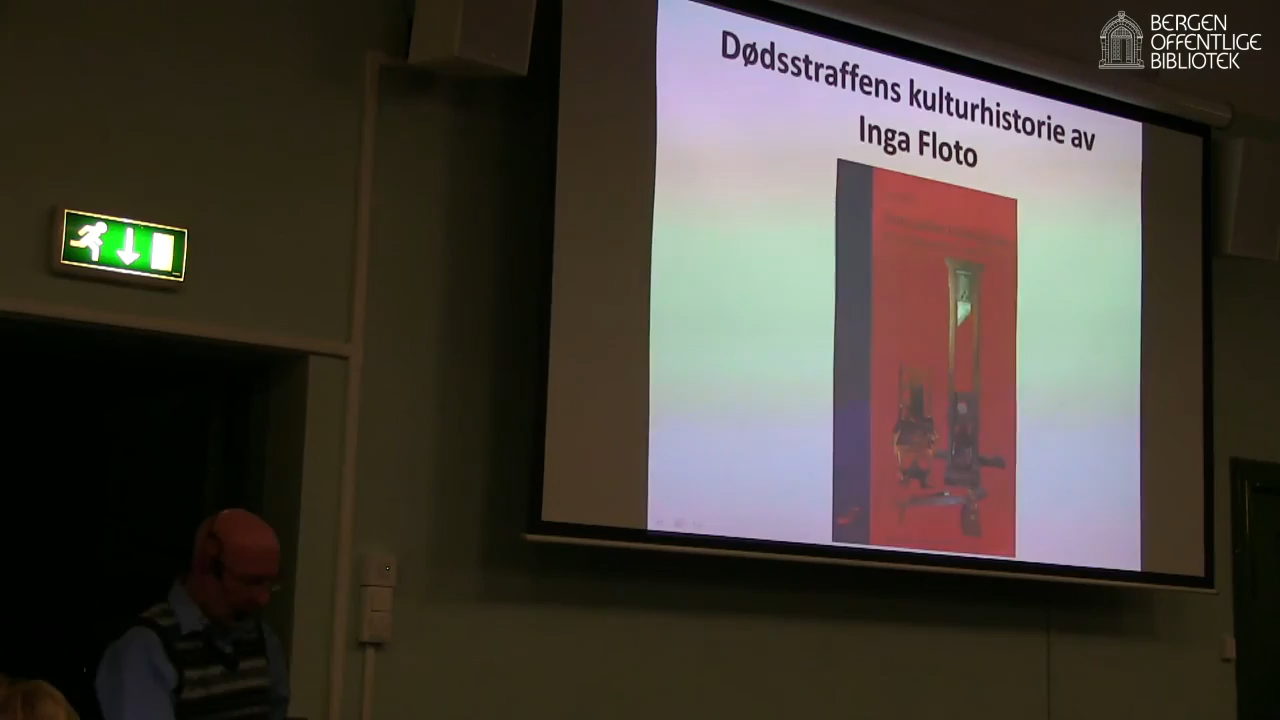 BERGEN
OFFENTLIGE
BIBLIOTEK
Dødsstraffens kulturhistorie av
Inga Floto